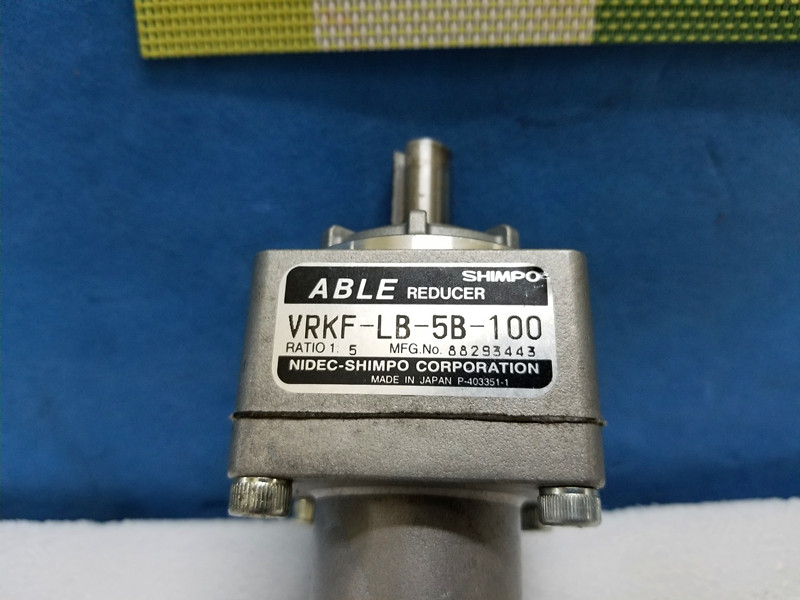 SHIMPO
ABLE REDUCER
VRKF-LB-5B-100
RATIO 1: 5 MFG.No. 88293443
NIDEC-SHIMPO CORPORATION
MADE IN JAPAN P-403351-1